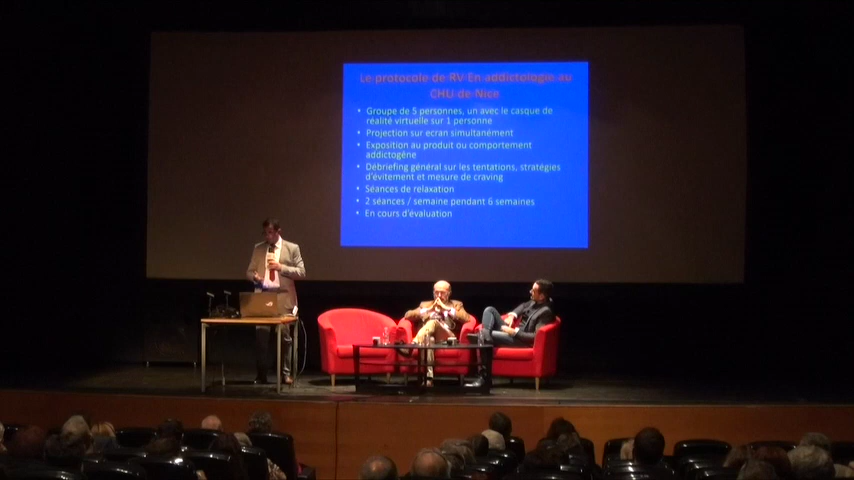 Le protocole de RV En addictologie au
CHU de Nice
• Groupe de 5 personnes, un avec le casque de
réalité virtuelle sur 1 personne
• Projection sur ecran simultanément
• Exposition au produit ou comportement
addictogène
• Débriefing général sur les tentations, stratégies
d'évitement et mesure de craving
• Séances de relaxation
• 2 séances / semaine pendant 6 semaines
• En cours d'évaluation